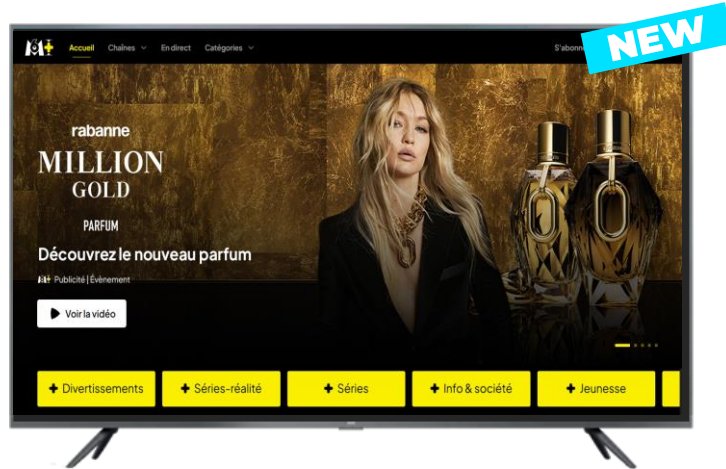 NEW
M+ Accueil Chaînes En direct Catégories S'abonne
rabanne
MILLION
GOLD
PARFUM
Découvrez le nouveau parfum
M+ Publicité | Évènement
Voir la vidéo
+ Divertissements + Séries-réalité + Séries + Info & société + Jeunesse